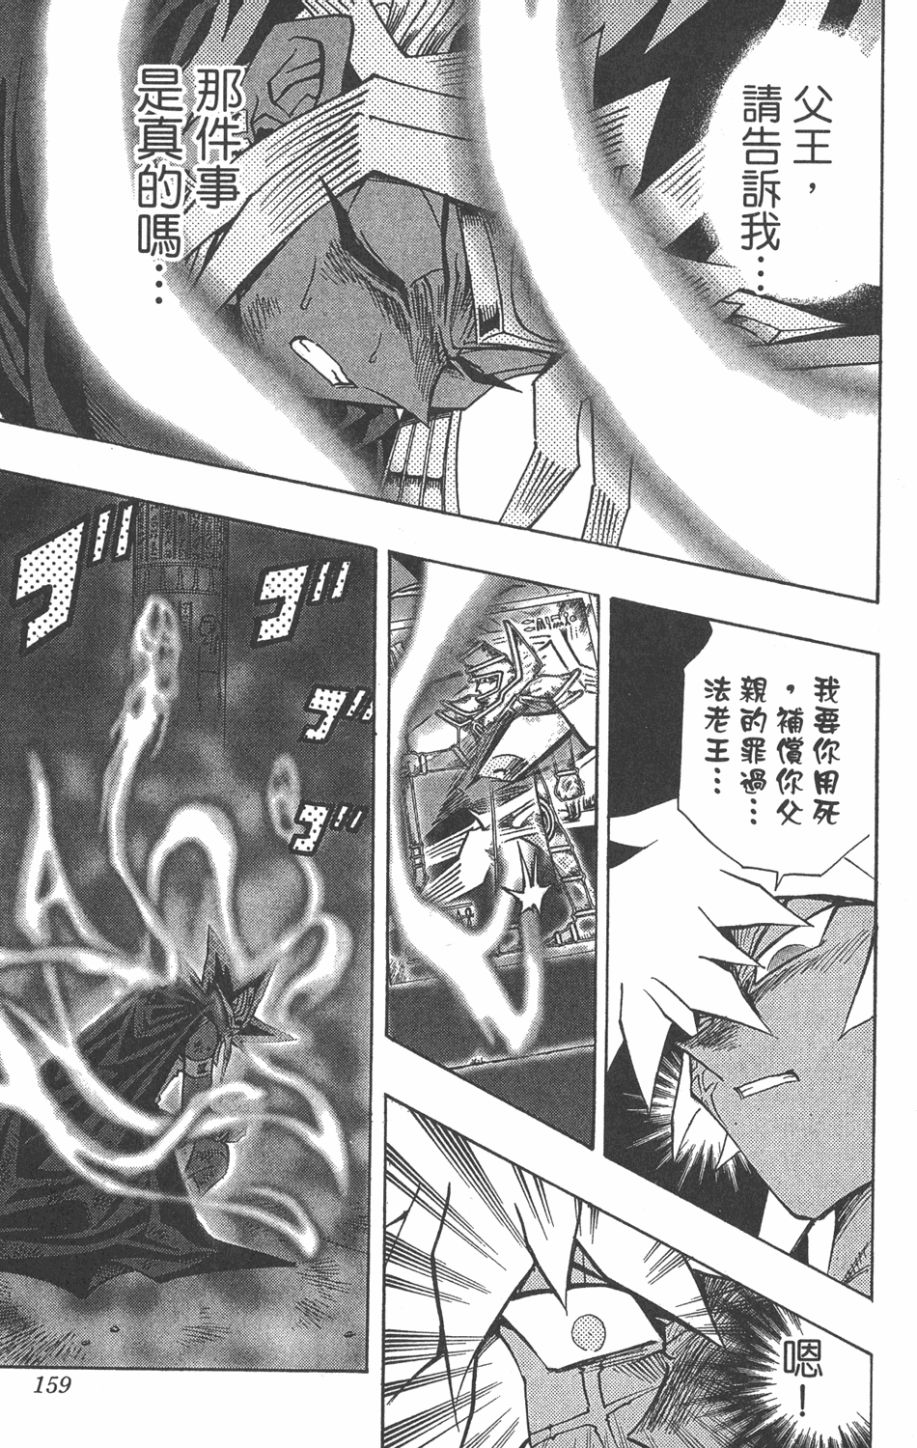 父王，
請告訴我…
那件事
是真的嗎…
我要你用死
，補償你父
親的罪過…
法老王…
ゴ゛
ゴ゛
ゴ゛
ゴ゛
嗯！
159